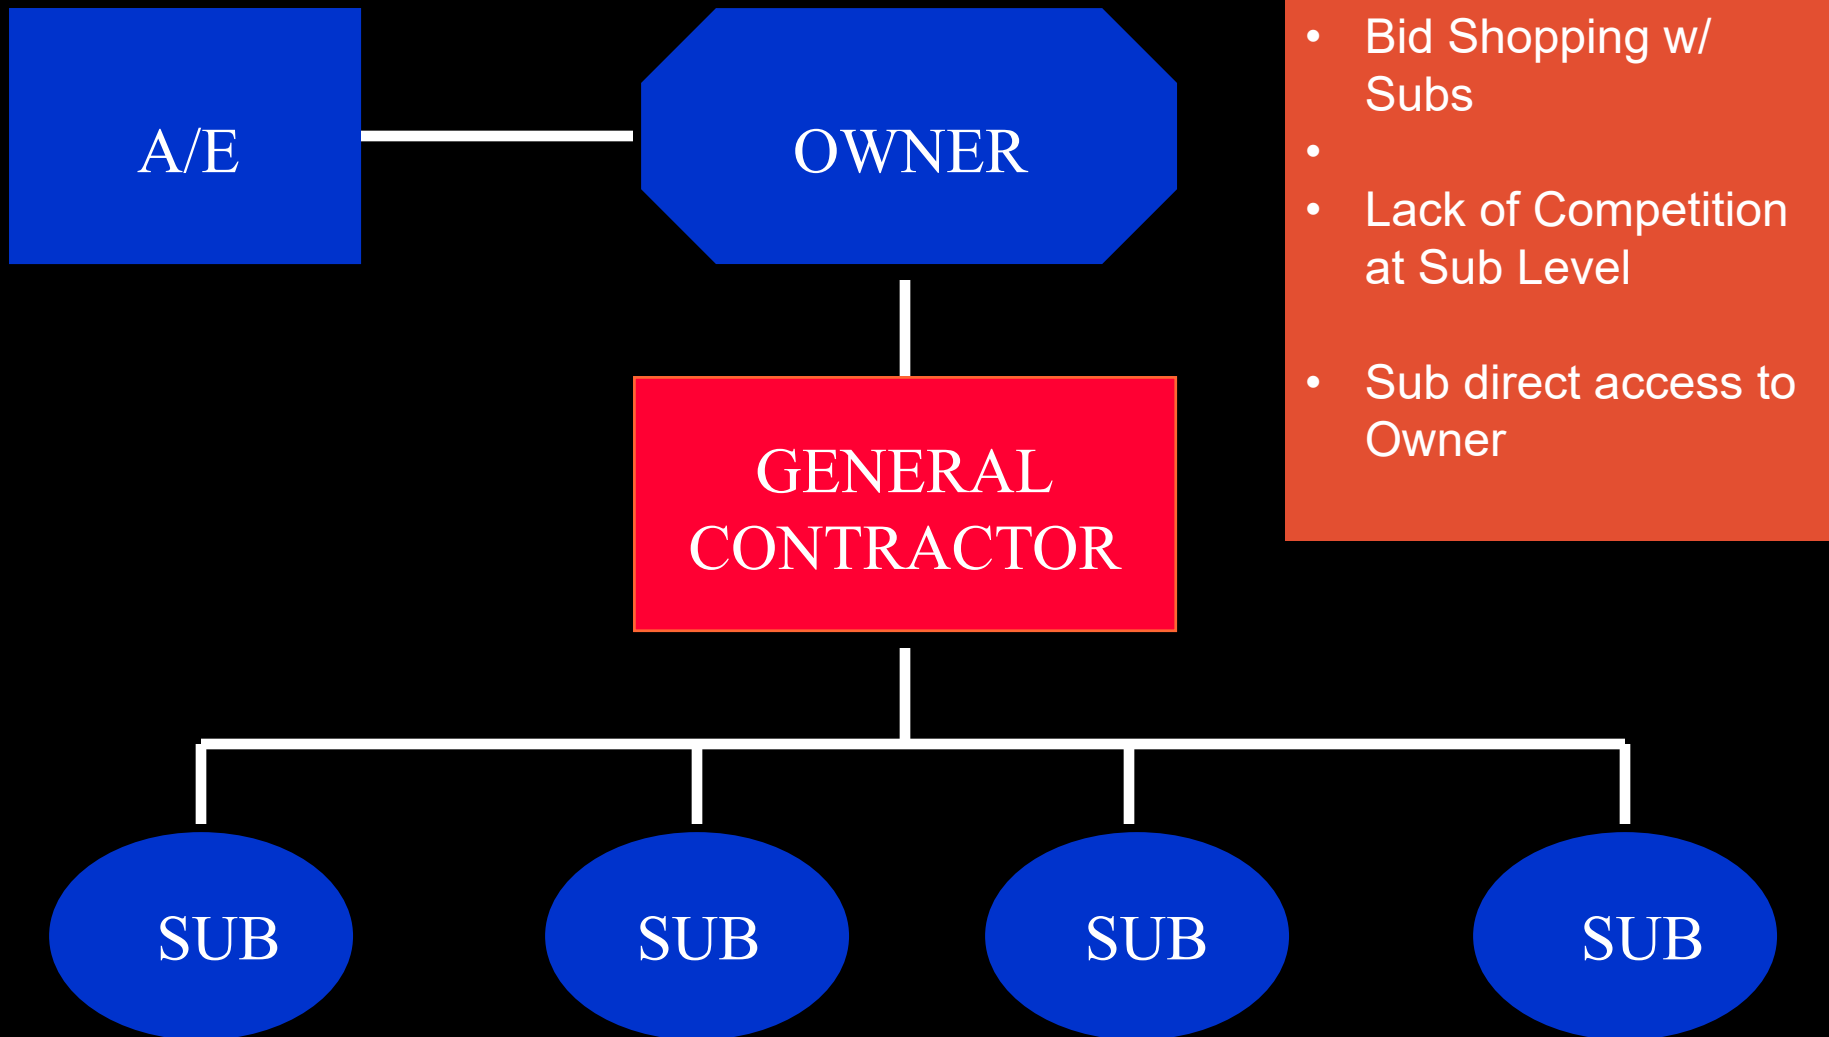 A/E
OWNER
• Bid Shopping w/
Subs
•
• Lack of Competition
at Sub Level
• Sub direct access to
Owner
GENERAL
CONTRACTOR
SUB
SUB
SUB
SUB